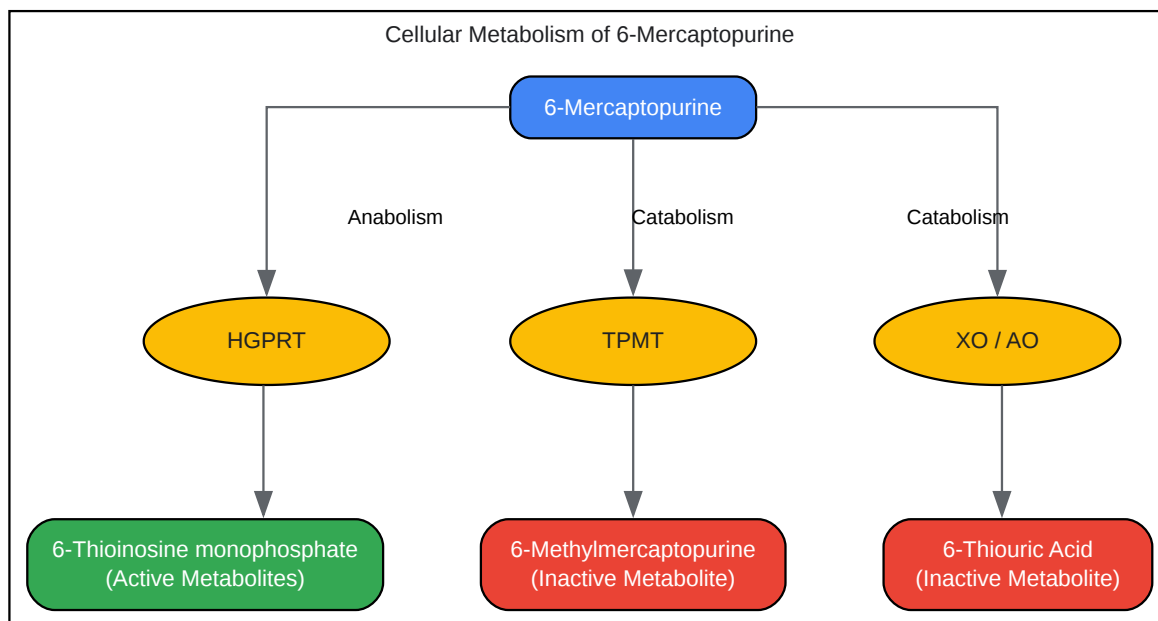 Cellular Metabolism of 6-Mercaptopurine
6-Mercaptopurine
Anabolism
Catabolism
Catabolism
HGPRT
TPMT
XO / AO
6-Thioinosine monophosphate
(Active Metabolites)
6-Methylmercaptopurine
(Inactive Metabolite)
6-Thiouric Acid
(Inactive Metabolite)